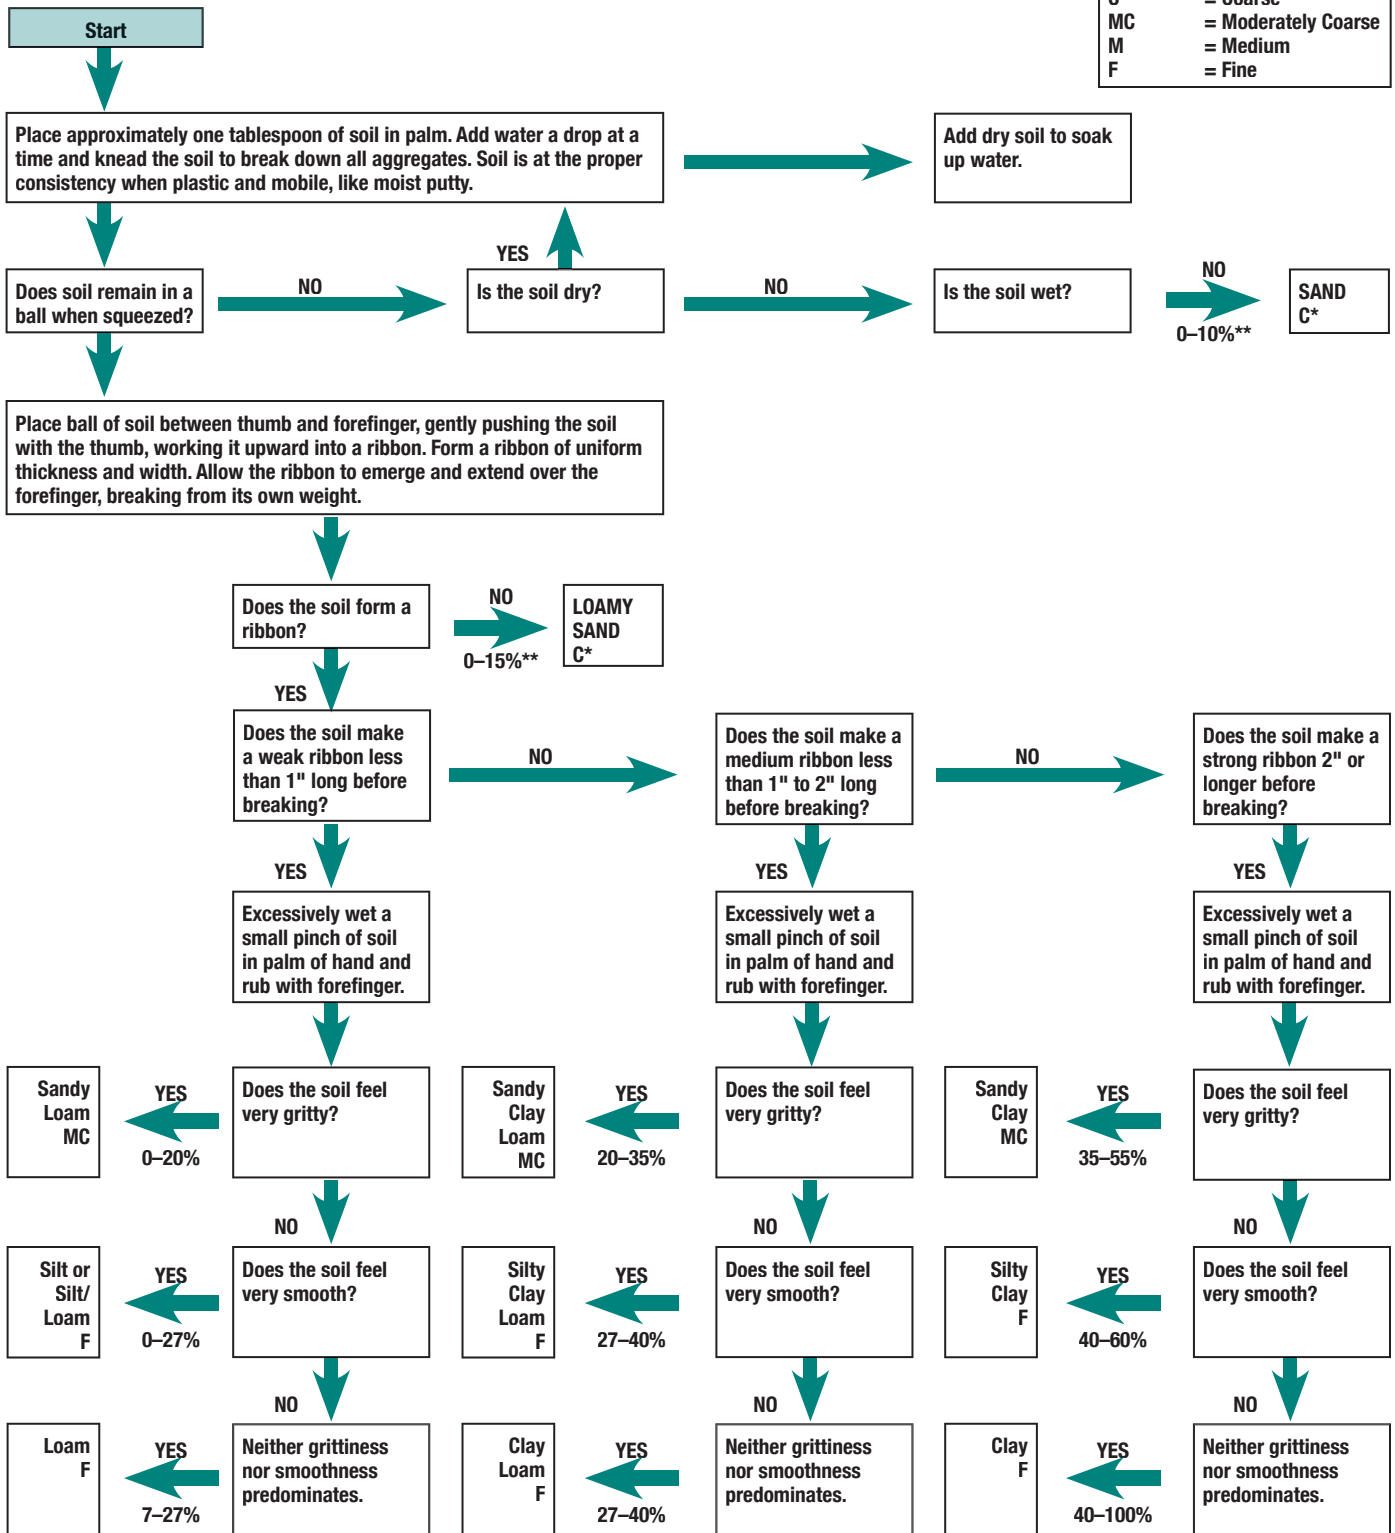 C = Coarse
MC = Moderately Coarse
M = Medium
F = Fine
Start
Place approximately one tablespoon of soil in palm. Add water a drop at a
time and knead the soil to break down all aggregates. Soil is at the proper
consistency when plastic and mobile, like moist putty.
Add dry soil to soak
up water.
YES
Does soil remain in a
ball when squeezed?
NO
Is the soil dry?
NO
Is the soil wet?
NO
0–10%**
SAND
C*
Place ball of soil between thumb and forefinger, gently pushing the soil
with the thumb, working it upward into a ribbon. Form a ribbon of uniform
thickness and width. Allow the ribbon to emerge and extend over the
forefinger, breaking from its own weight.
Does the soil form a
ribbon?
NO
0–15%**
LOAMY
SAND
C*
YES
Does the soil make
a weak ribbon less
than 1" long before
breaking?
NO
Does the soil make a
medium ribbon less
than 1" to 2" long
before breaking?
NO
Does the soil make a
strong ribbon 2" or
longer before
breaking?
YES
YES
YES
Excessively wet a
small pinch of soil
in palm of hand and
rub with forefinger.
Excessively wet a
small pinch of soil
in palm of hand and
rub with forefinger.
Excessively wet a
small pinch of soil
in palm of hand and
rub with forefinger.
Sandy
Loam
MC
YES
0–20%
Does the soil feel
very gritty?
Sandy
Clay
Loam
MC
YES
20–35%
Does the soil feel
very gritty?
Sandy
Clay
MC
YES
35–55%
Does the soil feel
very gritty?
NO
NO
NO
Silt or
Silt/
Loam
F
YES
0–27%
Does the soil feel
very smooth?
Silty
Clay
Loam
F
YES
27–40%
Does the soil feel
very smooth?
Silty
Clay
F
YES
40–60%
Does the soil feel
very smooth?
NO
NO
NO
Loam
F
YES
7–27%
Neither grittiness
nor smoothness
predominates.
Clay
Loam
F
YES
27–40%
Neither grittiness
nor smoothness
predominates.
Clay
F
YES
40–100%
Neither grittiness
nor smoothness
predominates.